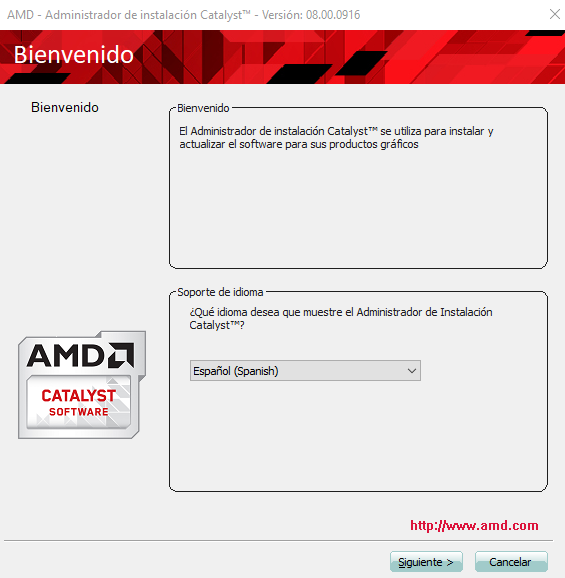 AMD - Administrador de instalación Catalyst™ - Versión: 08.00.0916
Bienvenido
Bienvenido
Bienvenido
El Administrador de instalación Catalyst™ se utiliza para instalar y
actualizar el software para sus productos gráficos
Soporte de idioma
¿Qué idioma desea que muestre el Administrador de Instalación
Catalyst™?
Español (Spanish)
AMD
CATALYST
SOFTWARE
http://www.amd.com
Siguiente >
Cancelar